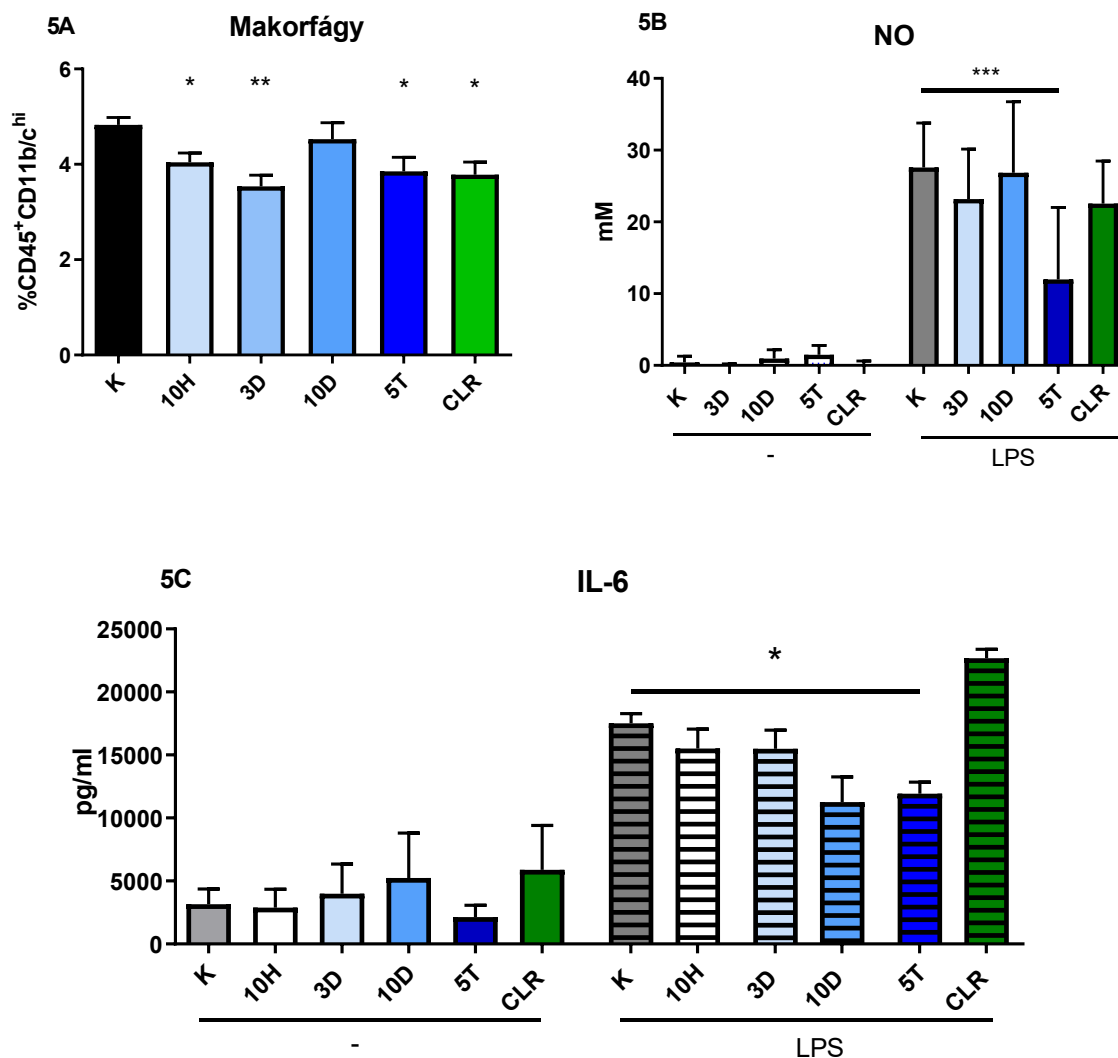 5A
Makorfágy
%CD45+CD11b/chi
6
4
2
0
* ** * *
K 10H 3D 10D 5T CLR
5B
NO
mM
40
30
20
10
0
***
K 3D 10D 5T CLR K 3D 10D 5T CLR
- LPS
5C
IL-6
pg/ml
25000
20000
15000
10000
5000
0
*
K 10H 3D 10D 5T CLR K 10H 3D 10D 5T CLR
- LPS